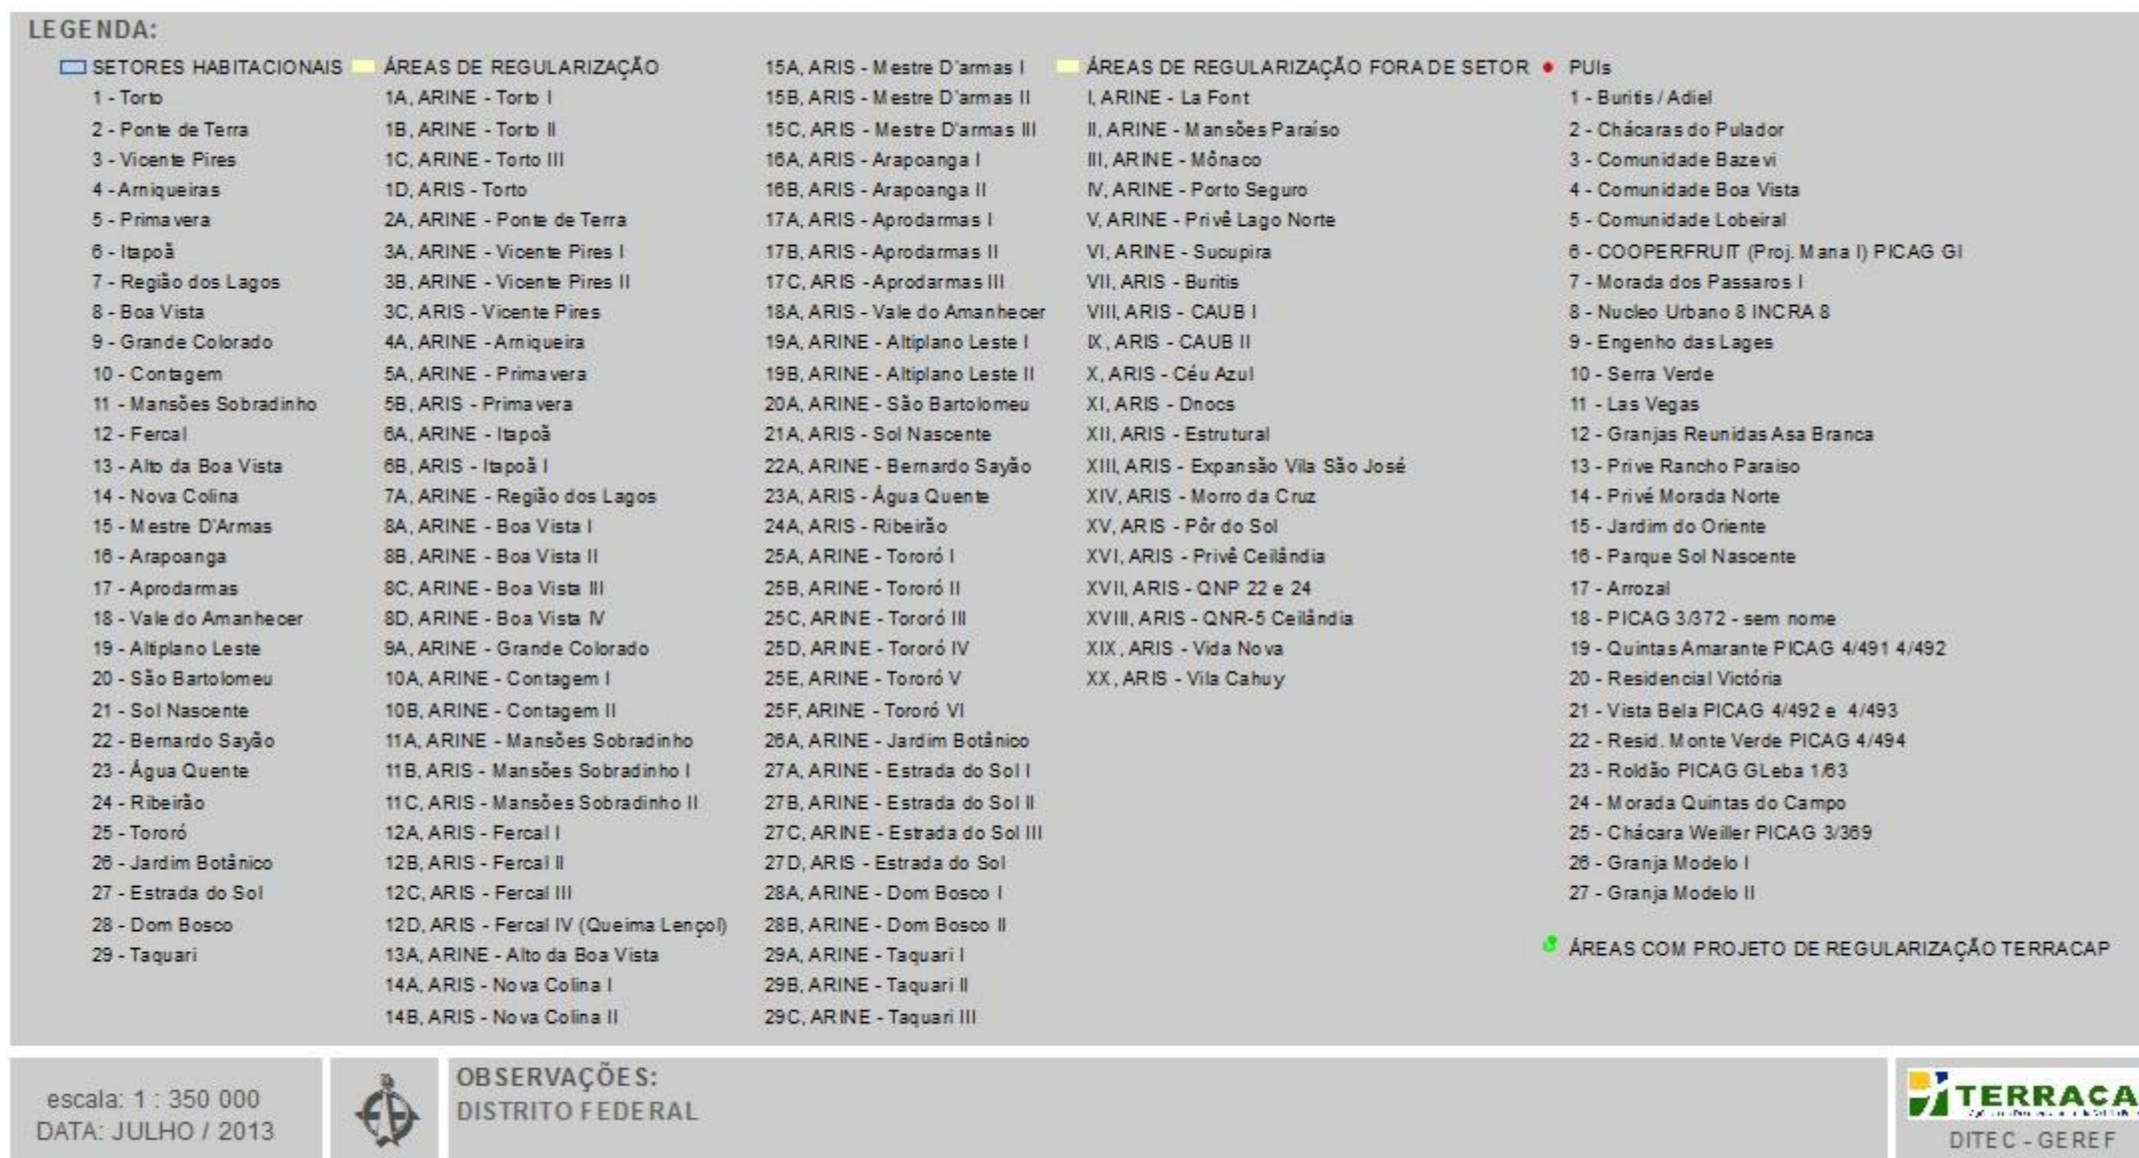 LEGENDA:
SETORES HABITACIONAIS
1 - Torto
2 - Ponte de Terra
3 - Vicente Pires
4 - Arniqueiras
5 - Primavera
6 - Itapoã
7 - Região dos Lagos
8 - Boa Vista
9 - Grande Colorado
10 - Contagem
11 - Mansões Sobradinho
12 - Fercal
13 - Alto da Boa Vista
14 - Nova Colina
15 - Mestre D'Armas
16 - Arapoanga
17 - Aprodarmas
18 - Vale do Amanhecer
19 - Altiplano Leste
20 - São Bartolomeu
21 - Sol Nascente
22 - Bernardo Sayão
23 - Água Quente
24 - Ribeirão
25 - Tororó
26 - Jardim Botânico
27 - Estrada do Sol
28 - Dom Bosco
29 - Taquari
ÁREAS DE REGULARIZAÇÃO
1A, ARINE - Torto I
1B, ARINE - Torto II
1C, ARINE - Torto III
1D, ARIS - Torto
2A, ARINE - Ponte de Terra
3A, ARINE - Vicente Pires I
3B, ARINE - Vicente Pires II
3C, ARIS - Vicente Pires
4A, ARINE - Arniqueira
5A, ARINE - Primavera
5B, ARIS - Primavera
6A, ARINE - Itapoã
6B, ARIS - Itapoã I
7A, ARINE - Região dos Lagos
8A, ARINE - Boa Vista I
8B, ARINE - Boa Vista II
8C, ARINE - Boa Vista III
8D, ARINE - Boa Vista IV
9A, ARINE - Grande Colorado
10A, ARINE - Contagem I
10B, ARINE - Contagem II
11A, ARINE - Mansões Sobradinho
11B, ARIS - Mansões Sobradinho I
11C, ARIS - Mansões Sobradinho II
12A, ARIS - Fercal I
12B, ARIS - Fercal II
12C, ARIS - Fercal III
12D, ARIS - Fercal IV (Queima Lençol)
13A, ARINE - Alto da Boa Vista
14A, ARIS - Nova Colina I
14B, ARIS - Nova Colina II
15A, ARIS - Mestre D'armas I
15B, ARIS - Mestre D'armas II
15C, ARIS - Mestre D'armas III
16A, ARIS - Arapoanga I
16B, ARIS - Arapoanga II
17A, ARIS - Aprodarmas I
17B, ARIS - Aprodarmas II
17C, ARIS - Aprodarmas III
18A, ARIS - Vale do Amanhecer
19A, ARINE - Altiplano Leste I
19B, ARINE - Altiplano Leste II
20A, ARINE - São Bartolomeu
21A, ARIS - Sol Nascente
22A, ARINE - Bernardo Sayão
23A, ARIS - Água Quente
24A, ARIS - Ribeirão
25A, ARINE - Tororó I
25B, ARINE - Tororó II
25C, ARINE - Tororó III
25D, ARINE - Tororó IV
25E, ARINE - Tororó V
25F, ARINE - Tororó VI
26A, ARINE - Jardim Botânico
27A, ARINE - Estrada do Sol I
27B, ARINE - Estrada do Sol II
27C, ARINE - Estrada do Sol III
27D, ARIS - Estrada do Sol
28A, ARINE - Dom Bosco I
28B, ARINE - Dom Bosco II
29A, ARINE - Taquari I
29B, ARINE - Taquari II
29C, ARINE - Taquari III
ÁREAS DE REGULARIZAÇÃO FORA DE SETOR
I, ARINE - La Font
II, ARINE - Mansões Paraíso
III, ARINE - Mônaco
IV, ARINE - Porto Seguro
V, ARINE - Privê Lago Norte
VI, ARINE - Sucupira
VII, ARIS - Buritis
VIII, ARIS - CAUB I
IX, ARIS - CAUB II
X, ARIS - Céu Azul
XI, ARIS - Dnocs
XII, ARIS - Estrutural
XIII, ARIS - Expansão Vila São José
XIV, ARIS - Morro da Cruz
XV, ARIS - Pôr do Sol
XVI, ARIS - Privê Ceilândia
XVII, ARIS - QNP 22 e 24
XVIII, ARIS - QNR-5 Ceilândia
XIX, ARIS - Vida Nova
XX, ARIS - Vila Cahuy
PUIs
1 - Buritis / Adiel
2 - Chácaras do Pulador
3 - Comunidade Bazevi
4 - Comunidade Boa Vista
5 - Comunidade Lobeiral
6 - COOPERFRUIT (Proj. Mana I) PICAG GI
7 - Morada dos Passaros I
8 - Nucleo Urbano 8 INCRA 8
9 - Engenho das Lages
10 - Serra Verde
11 - Las Vegas
12 - Granjas Reunidas Asa Branca
13 - Prive Rancho Paraiso
14 - Privé Morada Norte
15 - Jardim do Oriente
16 - Parque Sol Nascente
17 - Arrozal
18 - PICAG 3/372 - sem nome
19 - Quintas Amarante PICAG 4/491 4/492
20 - Residencial Victória
21 - Vista Bela PICAG 4/492 e 4/493
22 - Resid. Monte Verde PICAG 4/494
23 - Roldão PICAG GLeba 1/63
24 - Morada Quintas do Campo
25 - Chácara Weiller PICAG 3/369
26 - Granja Modelo I
27 - Granja Modelo II
ÁREAS COM PROJETO DE REGULARIZAÇÃO TERRACAP
escala: 1 : 350 000
DATA: JULHO / 2013
OBSERVAÇÕES:
DISTRITO FEDERAL
TERRACA
DITEC - GEREF